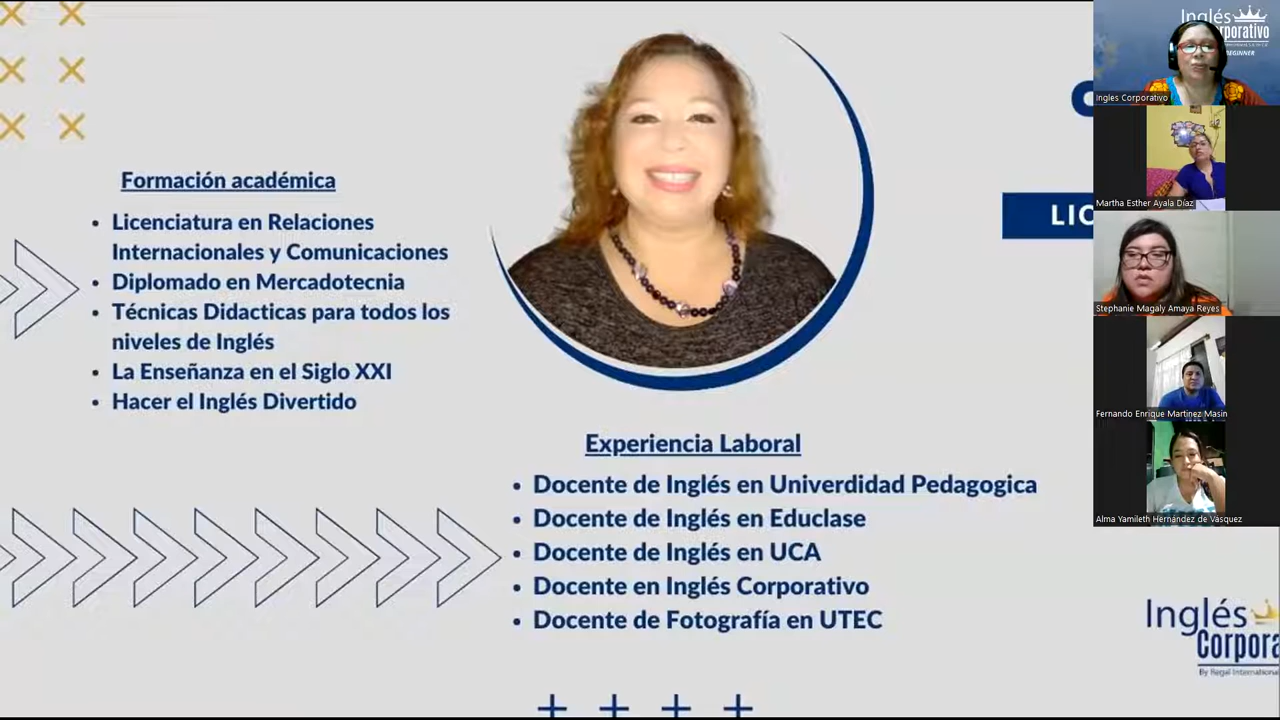 Formación académica
Licenciatura en Relaciones
Internacionales y Comunicaciones
Diplomado en Mercadotecnia
Técnicas Didacticas para todos los
niveles de Inglés
La Enseñanza en el Siglo XXI
Hacer el Inglés Divertido
Experiencia Laboral
Docente de Inglés en Univerdidad Pedagogica
Docente de Inglés en Educlase
Docente de Inglés en UCA
Docente en Inglés Corporativo
Docente de Fotografía en UTEC
LIC
Inglés
Corporativo
BEGINNER
Ingles Corporativo
Martha Esther Ayala Díaz
Stephanie Magaly Amaya Reyes
Fernando Enrique Martinez Masin
Alma Yamileth Hernández de Vásquez
Inglés
Corpora
By Regal International